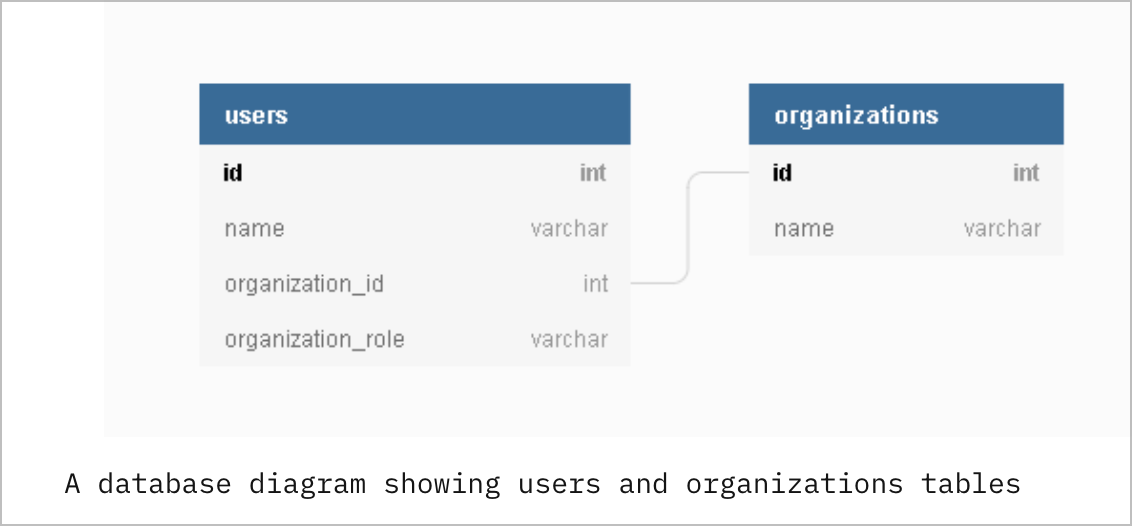 users
id int
name varchar
organization_id int
organization_role varchar
organizations
id int
name varchar
A database diagram showing users and organizations tables